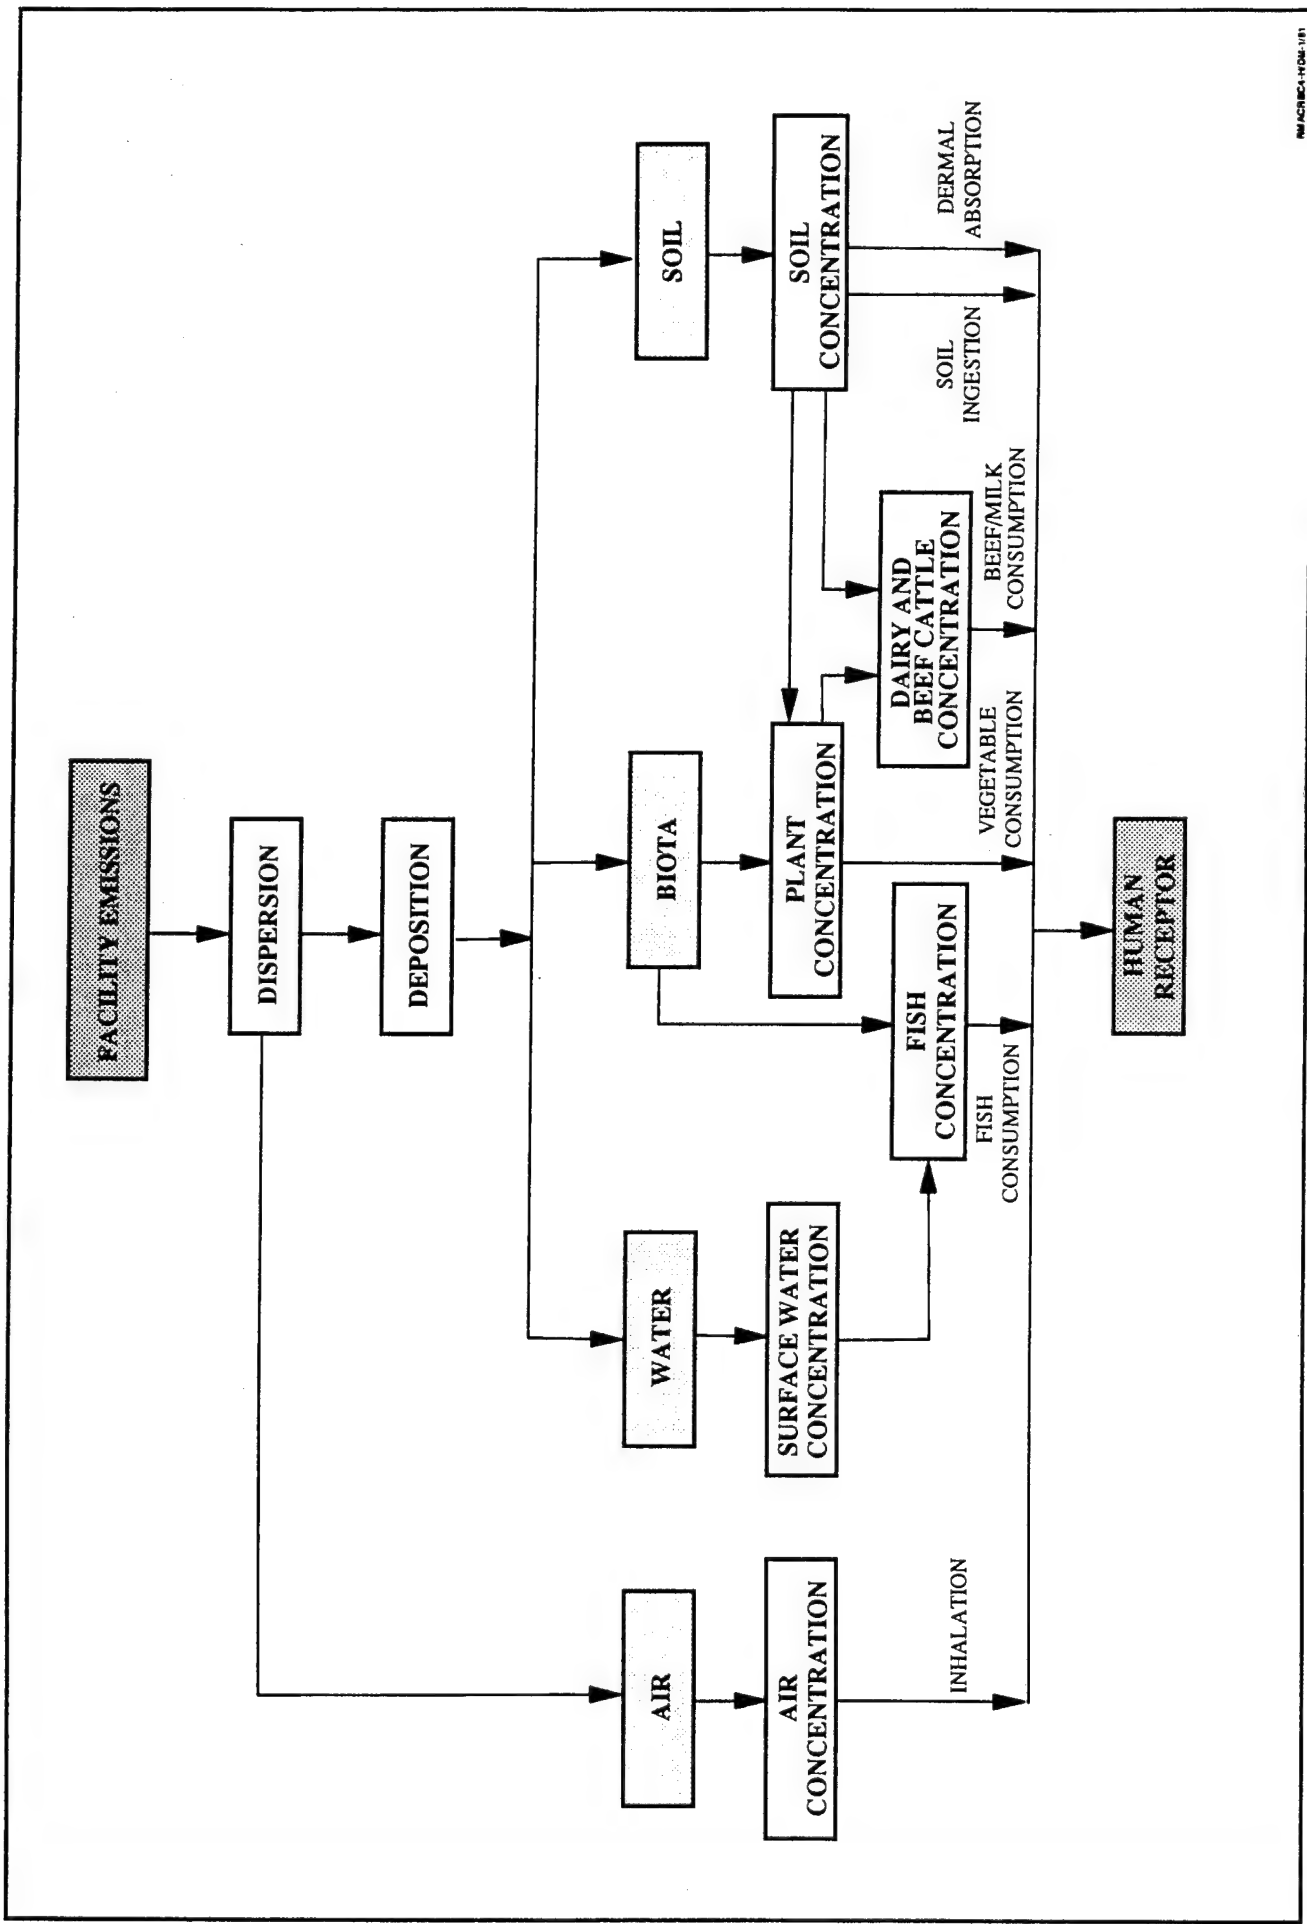 FACILITY EMISSIONS
DISPERSION
DEPOSITION
AIR
WATER
BIOTA
SOIL
AIR
CONCENTRATION
SURFACE WATER
CONCENTRATION
PLANT
CONCENTRATION
SOIL
CONCENTRATION
FISH
CONCENTRATION
DAIRY AND
BEEF CATTLE
CONCENTRATION
INHALATION
FISH
CONSUMPTION
VEGETABLE
CONSUMPTION
BEEF/MILK
CONSUMPTION
SOIL
INGESTION
DERMAL
ABSORPTION
HUMAN
RECEPTOR